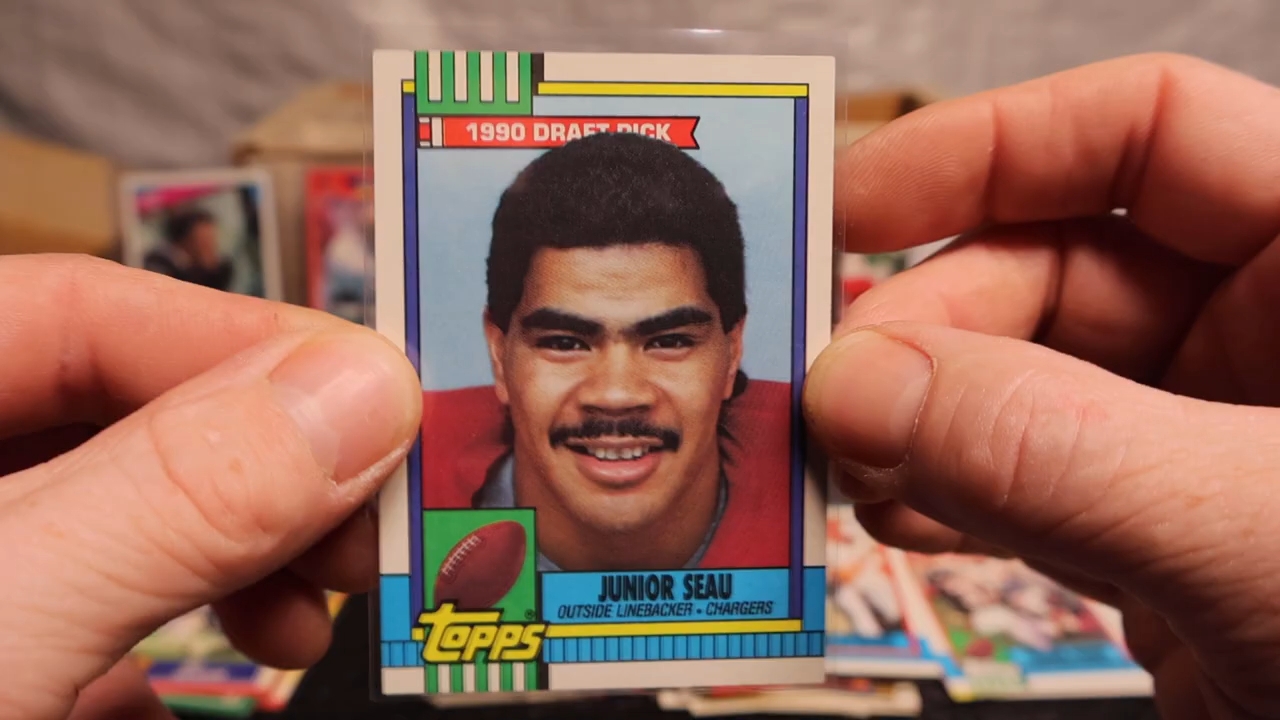 1990 DRAFT PICK
JUNIOR SEAU
OUTSIDE LINEBACKER • CHARGERS
topps®